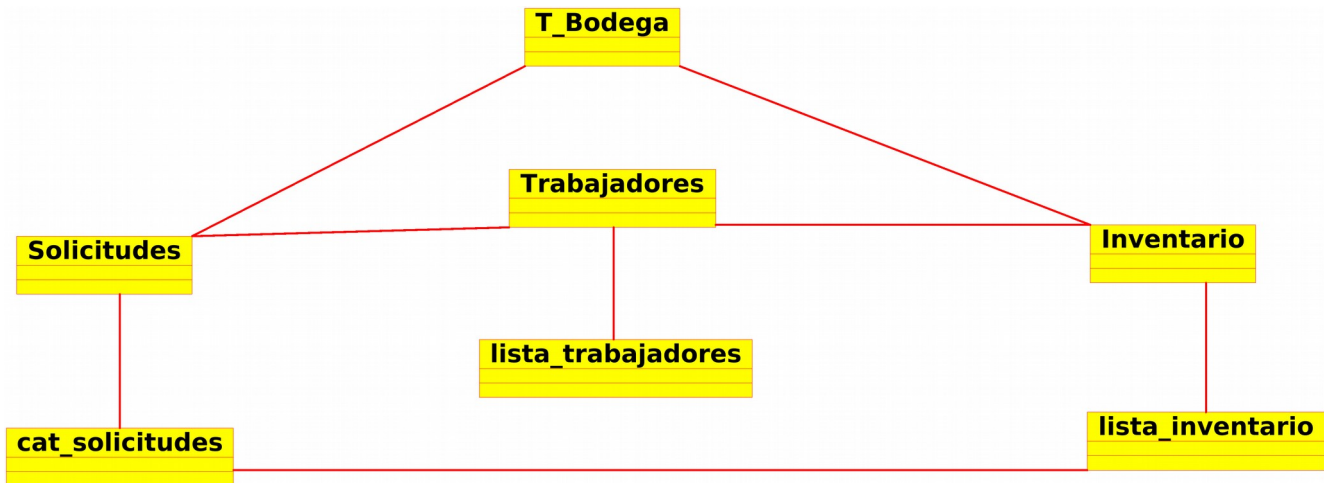 T_Bodega
Trabajadores
Solicitudes
Inventario
lista_trabajadores
cat_solicitudes
lista_inventario